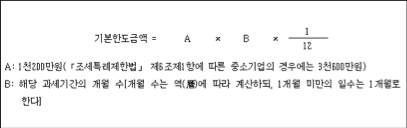 기본한도금액 = A × B × 1/12
A: 1천200만원(「조세특례제한법」 제6조제1항에 따른 중소기업의 경우에는 3천600만원)
B: 해당 과세기간의 개월 수[개월 수는 역(曆)에 따라 계산하되, 1개월 미만의 일수는 1개월로
한다]